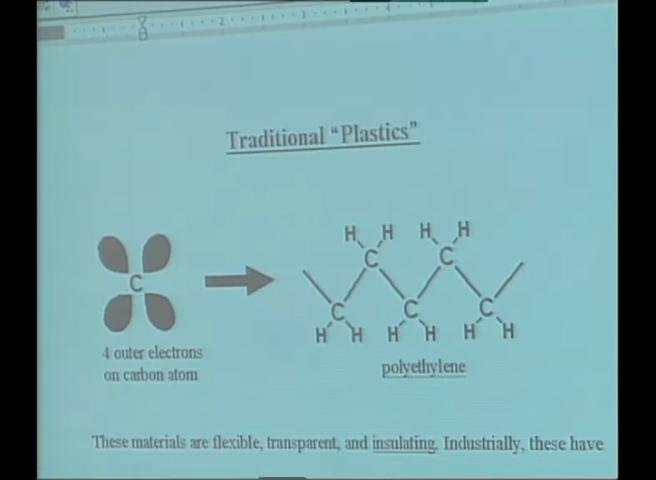 Traditional “Plastics”
H H H H
C C
C
C C C
H H H H H H
4 outer electrons
on carbon atom
polyethylene
These materials are flexible, transparent, and insulating. Industrially, these have